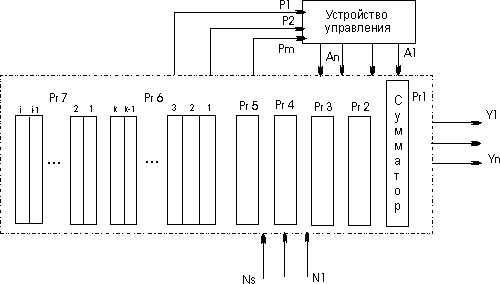 P1
P2
Pm
Устройство
управления
An
A1
Pr 7
Pr 6
Pr 5
Pr 4
Pr 3
Pr 2
Pr1
i
i-1
2
1
k
k-1
3
2
1
...
...
Сумматор
Y1
Yn
Ns
N1